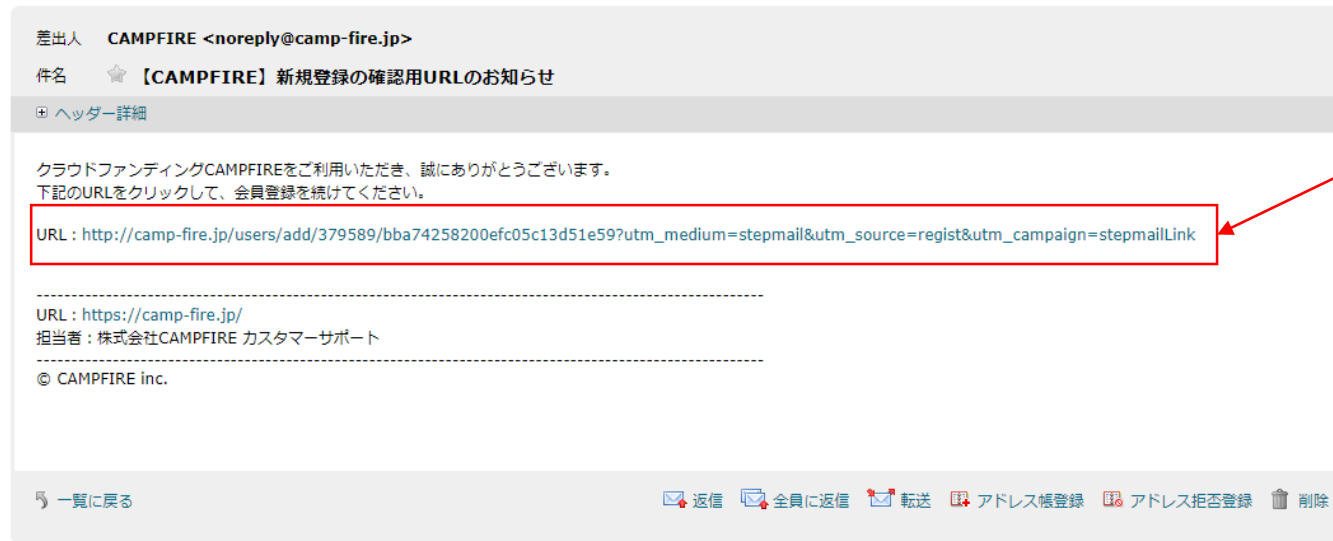 差出人 CAMPFIRE <noreply@camp-fire.jp>
件名 【CAMPFIRE】新規登録の確認用URLのお知らせ
ヘッダー詳細
クラウドファンディングCAMPFIREをご利用いただき、誠にありがとうございます。
下記のURLをクリックして、会員登録を続けてください。
URL : http://camp-fire.jp/users/add/379589/bba74258200efc05c13d51e59?utm_medium=stepmail&utm_source=regist&utm_campaign=stepmailLink
--------------------------------------------------------------------------------------------------------
URL : https://camp-fire.jp/
担当者 : 株式会社CAMPFIRE カスタマーサポート
--------------------------------------------------------------------------------------------------------
© CAMPFIRE inc.
一覧に戻る 返信 全員に返信 転送 アドレス帳登録 アドレス拒否登録 削除